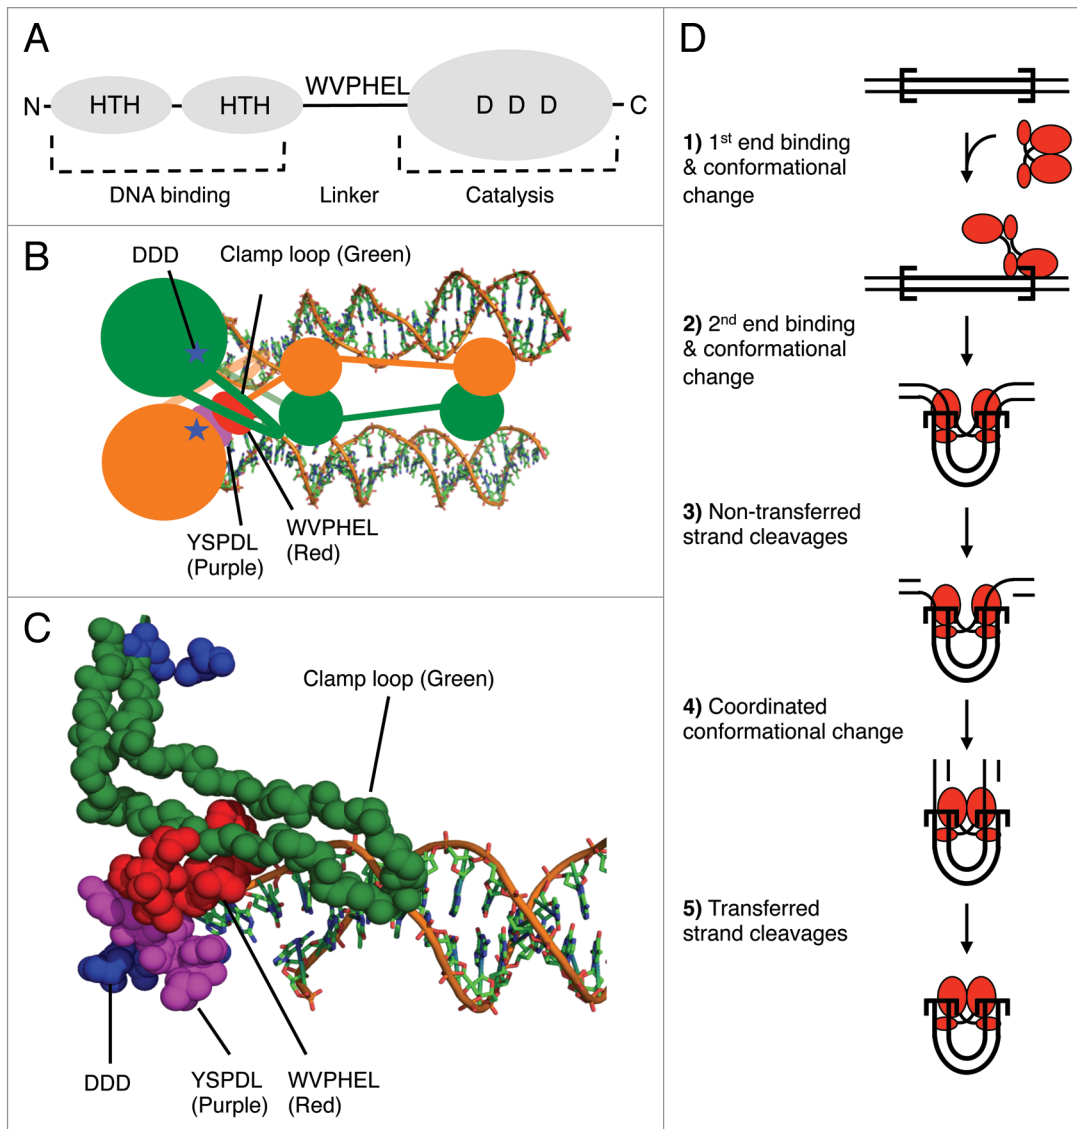 A
N
HTH
HTH
WVPHEL
D D D
C
DNA binding
Linker
Catalysis
B
DDD
Clamp loop (Green)
YSPDL
(Purple)
WVPHEL
(Red)
C
Clamp loop (Green)
DDD
YSPDL
(Purple)
WVPHEL
(Red)
D
1) 1st end binding
& conformational
change
2) 2nd end binding
& conformational
change
3) Non-transferred
strand cleavages
4) Coordinated
conformational change
5) Transferred
strand cleavages